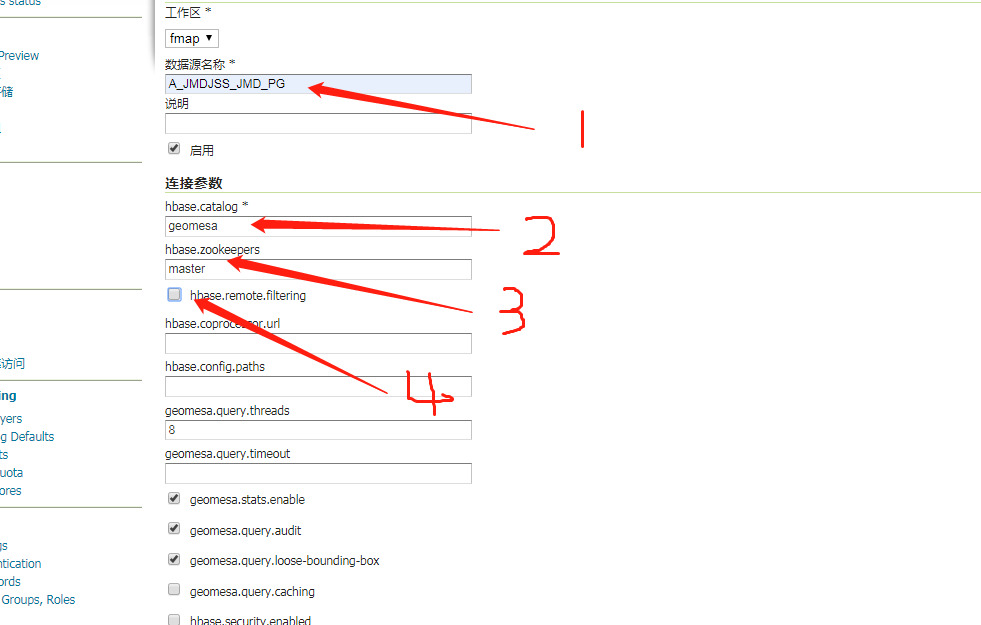 s status
工作区 *
fmap
Preview
数据源名称 *
A_JMDJSS_JMD_PG
储
说明
启用
连接参数
hbase.catalog *
geomesa
hbase.zookeepers
master
hbase.remote.filtering
hbase.coprocessor.url
访问
hbase.config.paths
ing
geomesa.query.threads
yers
8
g Defaults
ts
geomesa.query.timeout
uota
ores
geomesa.stats.enable
geomesa.query.audit
gs
geomesa.query.loose-bounding-box
ntication
ords
geomesa.query.caching
Groups, Roles
hbase.security.enabled
1
2
3
4